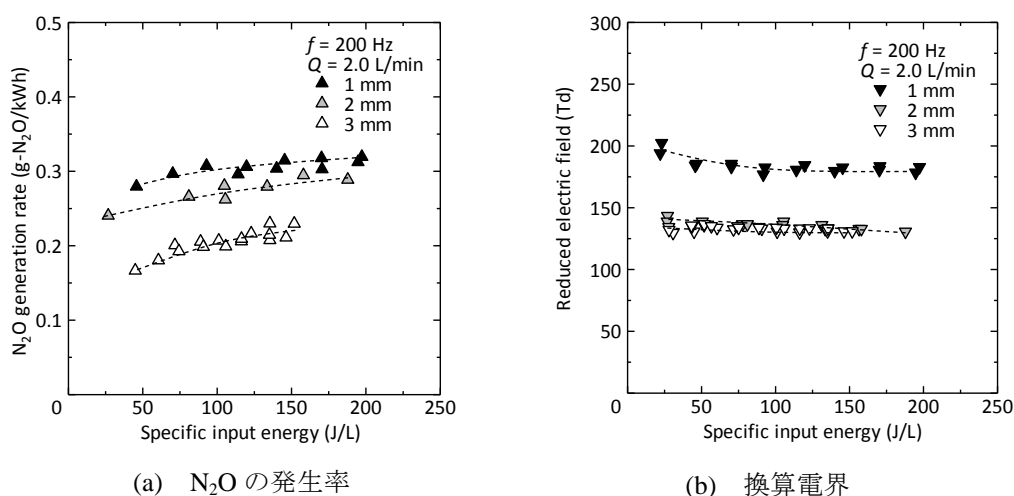 0.5
0.4
0.3
0.2
0.1
0
50
100
150
200
250
N₂O generation rate (g-N₂O/kWh)
Specific input energy (J/L)
f = 200 Hz
Q = 2.0 L/min
1 mm
2 mm
3 mm
(a) N₂O の発生率
300
250
200
150
100
50
0
50
100
150
200
250
Reduced electric field (Td)
Specific input energy (J/L)
f = 200 Hz
Q = 2.0 L/min
1 mm
2 mm
3 mm
(b) 換算電界